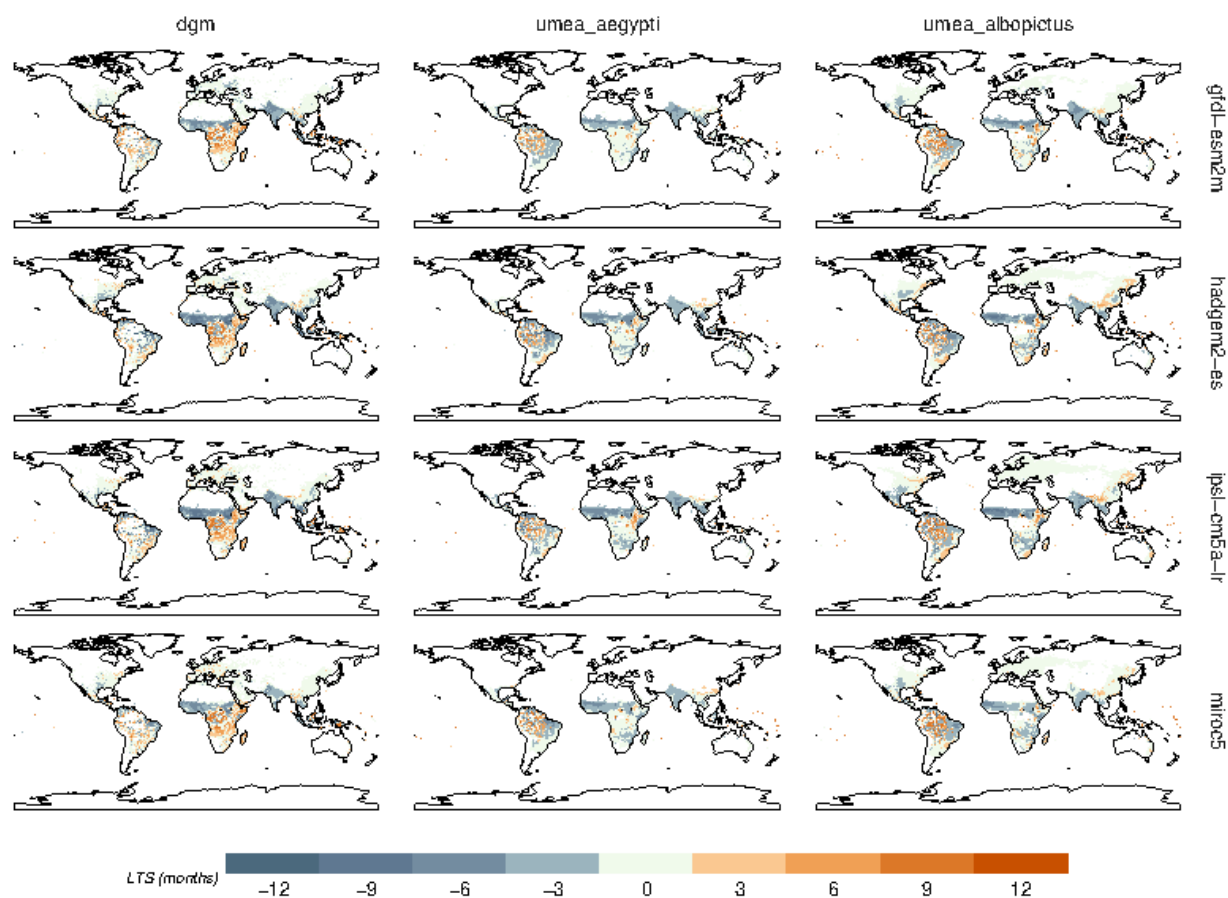 dgm umea_aegypti umea_albopictus
gfdl-esm2m
hadgem2-es
ipsl-cm5a-lr
miroc5
LTS (months)
-12 -9 -6 -3 0 3 6 9 12